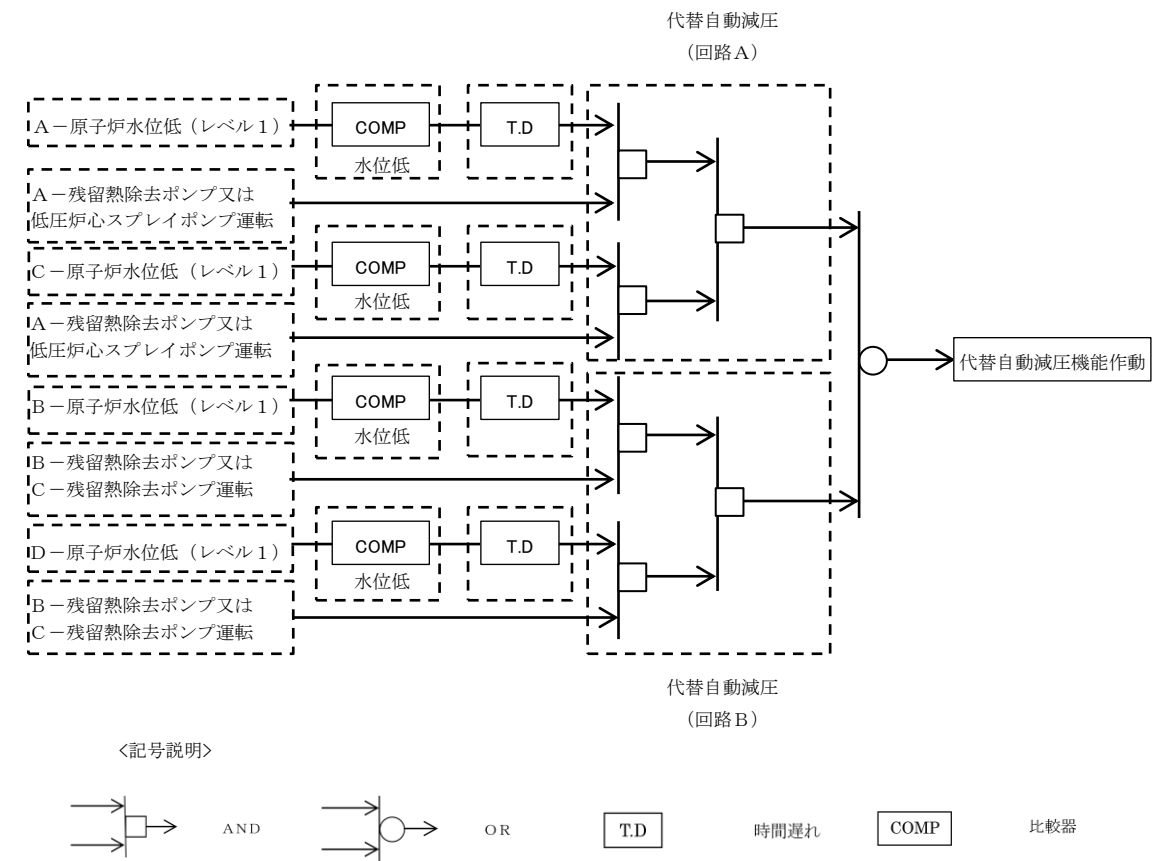 代替自動減圧
（回路Ａ）
Ａ－原子炉水位低（レベル１）
COMP
T.D
水位低
Ａ－残留熱除去ポンプ又は
低圧炉心スプレイポンプ運転
Ｃ－原子炉水位低（レベル１）
COMP
T.D
水位低
Ａ－残留熱除去ポンプ又は
低圧炉心スプレイポンプ運転
代替自動減圧機能作動
Ｂ－原子炉水位低（レベル１）
COMP
T.D
水位低
Ｂ－残留熱除去ポンプ又は
Ｃ－残留熱除去ポンプ運転
Ｄ－原子炉水位低（レベル１）
COMP
T.D
水位低
Ｂ－残留熱除去ポンプ又は
Ｃ－残留熱除去ポンプ運転
代替自動減圧
（回路Ｂ）
<記号説明>
ＡＮＤ
ＯＲ
T.D
時間遅れ
COMP
比較器